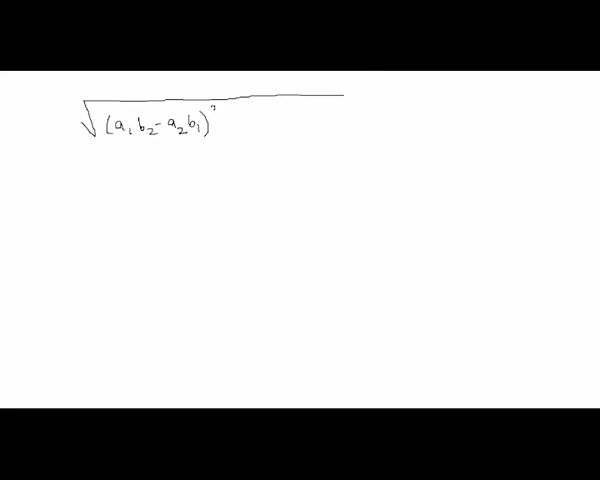 √(a₁b₂ - a₂b₁)²